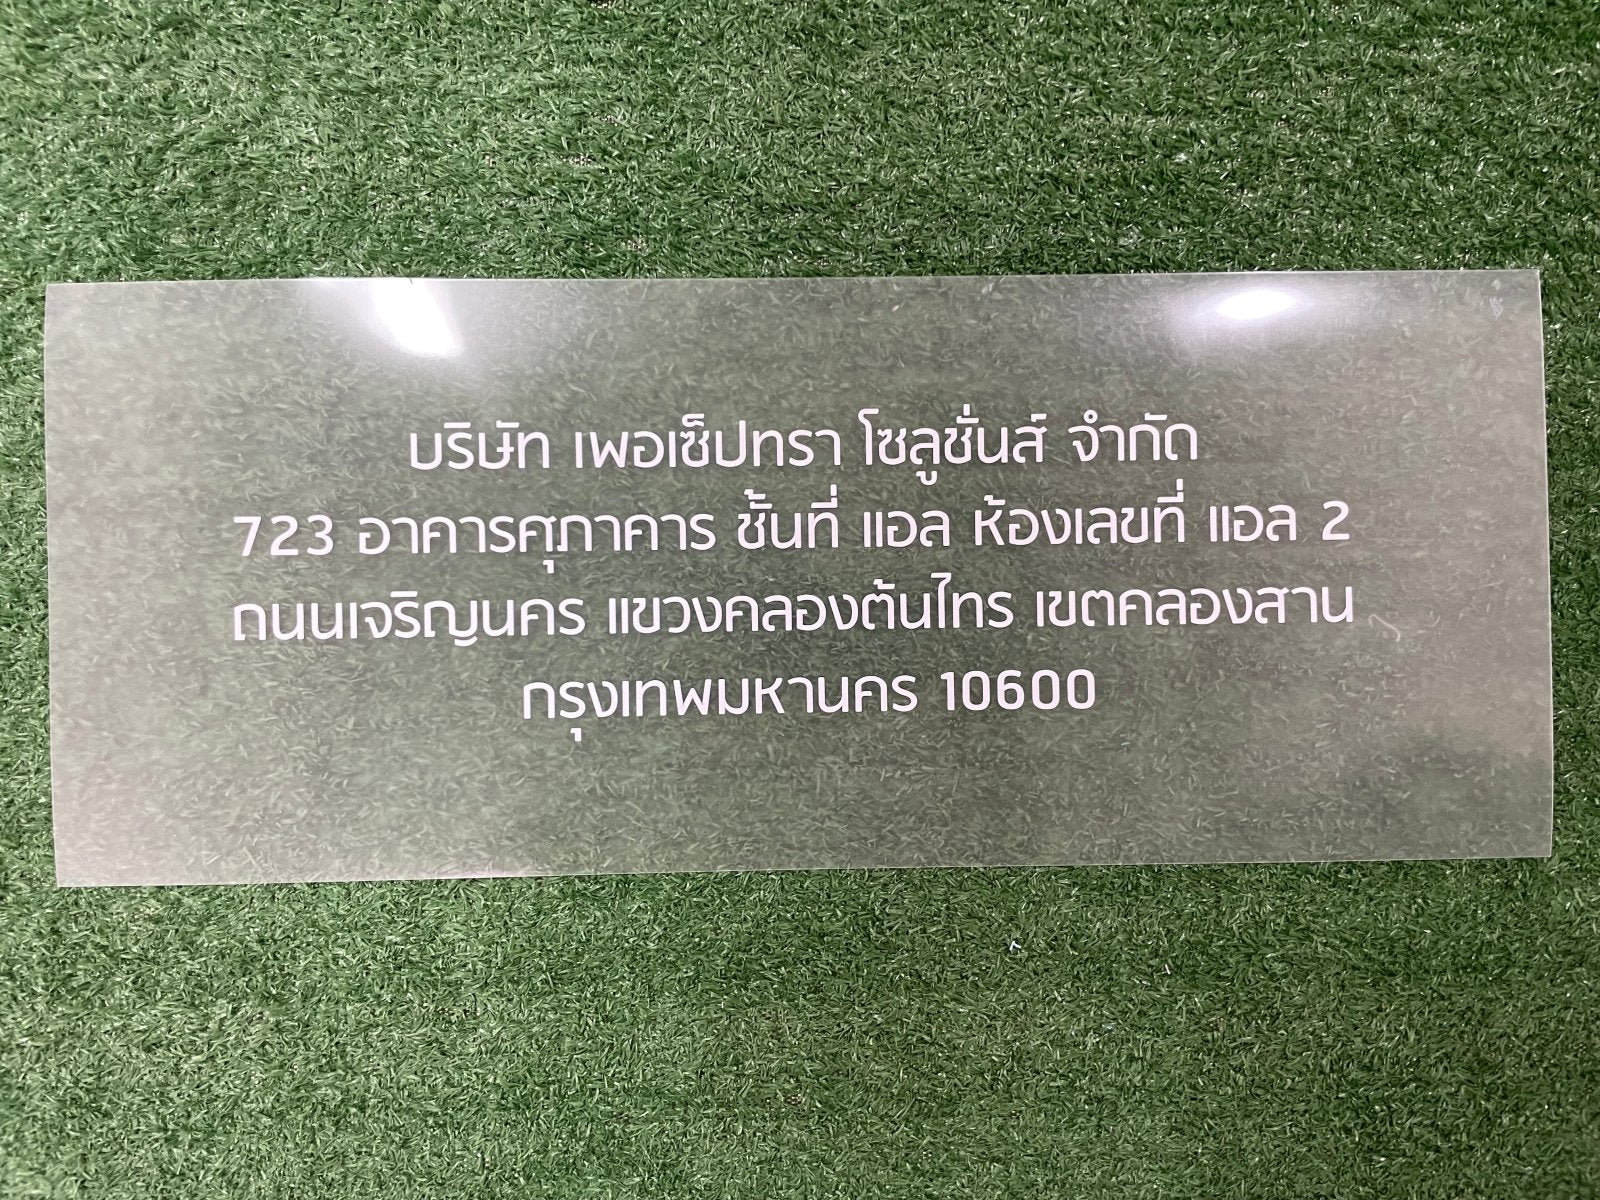 บริษัท เพอเซ็ปทรา โซลูชั่นส์ จำกัด
723 อาคารศุภาคาร ชั้นที่ แอล ห้องเลขที่ แอล 2
ถนนเจริญนคร แขวงคลองต้นไทร เขตคลองสาน
กรุงเทพมหานคร 10600